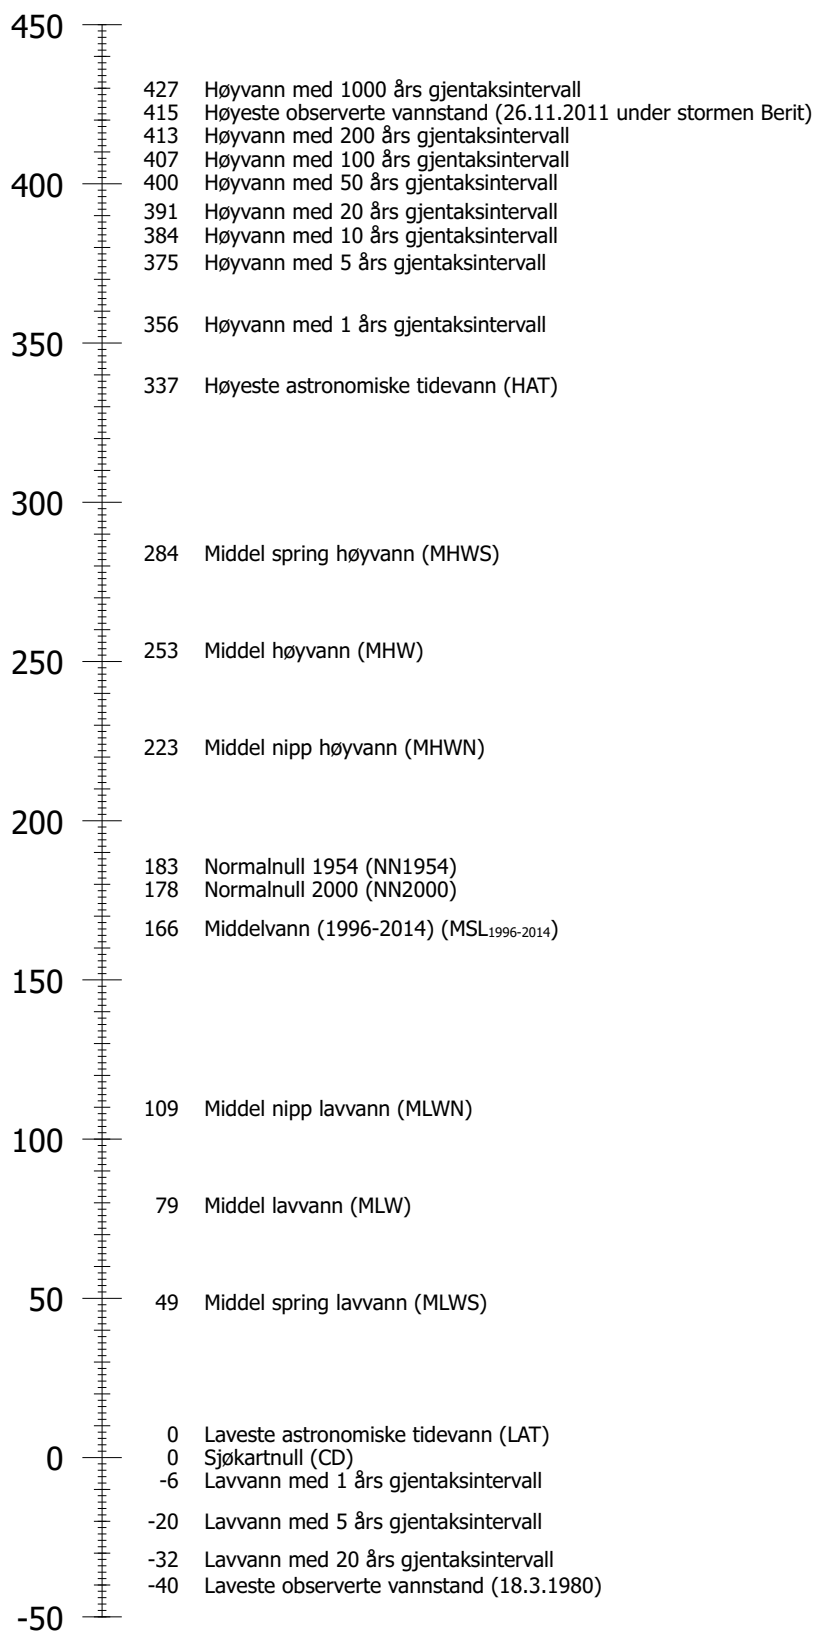 450
427 Høyvann med 1000 års gjentaksintervall
415 Høyeste observerte vannstand (26.11.2011 under stormen Berit)
413 Høyvann med 200 års gjentaksintervall
407 Høyvann med 100 års gjentaksintervall
400 400 Høyvann med 50 års gjentaksintervall
391 Høyvann med 20 års gjentaksintervall
384 Høyvann med 10 års gjentaksintervall
375 Høyvann med 5 års gjentaksintervall
356 Høyvann med 1 års gjentaksintervall
350
337 Høyeste astronomiske tidevann (HAT)
300
284 Middel spring høyvann (MHWS)
253 Middel høyvann (MHW)
250
223 Middel nipp høyvann (MHWN)
200
183 Normalnull 1954 (NN1954)
178 Normalnull 2000 (NN2000)
166 Middelvann (1996-2014) (MSL1996-2014)
150
109 Middel nipp lavvann (MLWN)
100
79 Middel lavvann (MLW)
50 49 Middel spring lavvann (MLWS)
0 Laveste astronomiske tidevann (LAT)
0 0 Sjøkartnull (CD)
-6 Lavvann med 1 års gjentaksintervall
-20 Lavvann med 5 års gjentaksintervall
-32 Lavvann med 20 års gjentaksintervall
-40 Laveste observerte vannstand (18.3.1980)
-50